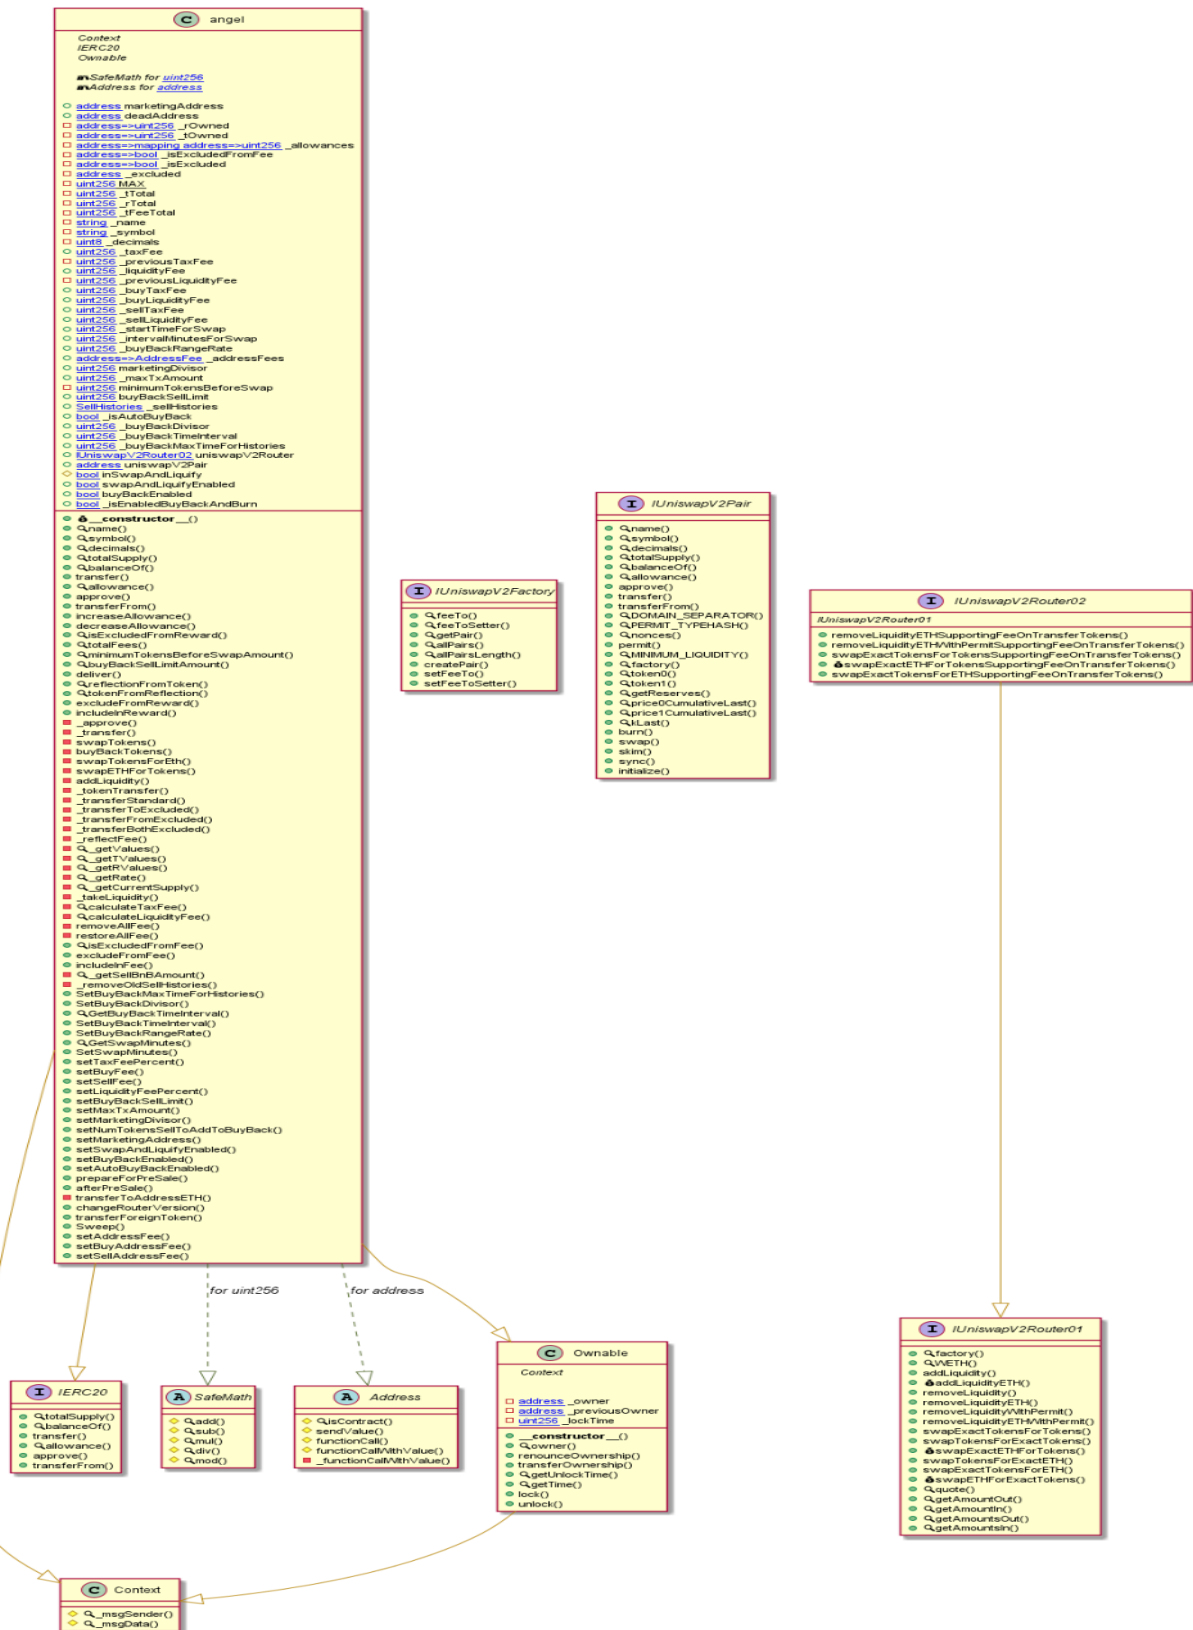 C angel
Context
IERC20
Ownable
SafeMath for uint256
Address for address
address marketingAddress
address deadAddress
address=>uint256 _rOwned
address=>uint256 _tOwned
address=>mapping address=>uint256 _allowances
address=>bool _isExcludedFromFee
address=>bool _isExcluded
address _excluded
uint256 MAX
uint256 _tTotal
uint256 _rTotal
uint256 _tFeeTotal
string _name
string _symbol
uint8 _decimals
uint256 _taxFee
uint256 _previousTaxFee
uint256 _liquidityFee
uint256 _previousLiquidityFee
uint256 _buyTaxFee
uint256 _buyLiquidityFee
uint256 _sellTaxFee
uint256 _sellLiquidityFee
uint256 _startTimeForSwap
uint256 _intervalMinutesForSwap
uint256 _buyBackRangeRate
address=>AddressFee _addressFees
uint256 marketingDivisor
uint256 _maxTxAmount
uint256 minimumTokensBeforeSwap
uint256 buyBackSellLimit
SellHistories _sellHistories
bool _isAutoBuyBack
uint256 _buyBackDivisor
uint256 _buyBackTimeInterval
uint256 _buyBackMaxTimeForHistories
IUniswapV2Router02 uniswapV2Router
address uniswapV2Pair
bool inSwapAndLiquify
bool swapAndLiquifyEnabled
bool buyBackEnabled
bool _isEnabledBuyBackAndBurn
__constructor__()
name()
symbol()
decimals()
totalSupply()
balanceOf()
transfer()
allowance()
approve()
transferFrom()
increaseAllowance()
decreaseAllowance()
isExcludedFromReward()
totalFees()
minimumTokensBeforeSwapAmount()
buyBackSellLimitAmount()
deliver()
reflectionFromToken()
tokenFromReflection()
excludeFromReward()
includeInReward()
_approve()
_transfer()
swapTokens()
buyBackTokens()
swapTokensForEth()
swapETHForTokens()
addLiquidity()
_tokenTransfer()
_transferStandard()
_transferToExcluded()
_transferFromExcluded()
_transferBothExcluded()
_reflectFee()
_getValues()
_getTValues()
_getRValues()
_getRate()
_getCurrentSupply()
_takeLiquidity()
calculateTaxFee()
calculateLiquidityFee()
removeAllFee()
restoreAllFee()
isExcludedFromFee()
excludeFromFee()
includeInFee()
_getSellBnBAmount()
_removeOldSellHistories()
SetBuyBackMaxTimeForHistories()
SetBuyBackDivisor()
GetBuyBackTimeInterval()
SetBuyBackTimeInterval()
SetBuyBackRangeRate()
GetSwapMinutes()
SetSwapMinutes()
setTaxFeePercent()
setBuyFee()
setSellFee()
setLiquidityFeePercent()
setBuyBackSellLimit()
setMaxTxAmount()
setMarketingDivisor()
setNumTokensSellToAddToBuyBack()
setMarketingAddress()
setSwapAndLiquifyEnabled()
setBuyBackEnabled()
setAutoBuyBackEnabled()
prepareForPreSale()
afterPreSale()
transferToAddressETH()
changeRouterVersion()
transferForeignToken()
Sweep()
setAddressFee()
setBuyAddressFee()
setSellAddressFee()
I IUniswapV2Factory
feeTo()
feeToSetter()
getPair()
allPairs()
allPairsLength()
createPair()
setFeeTo()
setFeeToSetter()
I IUniswapV2Pair
name()
symbol()
decimals()
totalSupply()
balanceOf()
allowance()
approve()
transfer()
transferFrom()
DOMAIN_SEPARATOR()
PERMIT_TYPEHASH()
nonces()
permit()
MINIMUM_LIQUIDITY()
factory()
token0()
token1()
getReserves()
price0CumulativeLast()
price1CumulativeLast()
kLast()
burn()
swap()
skim()
sync()
initialize()
I IUniswapV2Router02
IUniswapV2Router01
removeLiquidityETHSupportingFeeOnTransferTokens()
removeLiquidityETHWithPermitSupportingFeeOnTransferTokens()
swapExactTokensForTokensSupportingFeeOnTransferTokens()
swapExactETHForTokensSupportingFeeOnTransferTokens()
swapExactTokensForETHSupportingFeeOnTransferTokens()
for uint256
for address
I IERC20
totalSupply()
balanceOf()
transfer()
allowance()
approve()
transferFrom()
A SafeMath
add()
sub()
mul()
div()
mod()
A Address
isContract()
sendValue()
functionCall()
functionCallWithValue()
_functionCallWithValue()
C Ownable
Context
address _owner
address _previousOwner
uint256 _lockTime
__constructor__()
owner()
renounceOwnership()
transferOwnership()
getUnlockTime()
getTime()
lock()
unlock()
I IUniswapV2Router01
factory()
WETH()
addLiquidity()
addLiquidityETH()
removeLiquidity()
removeLiquidityETH()
removeLiquidityWithPermit()
removeLiquidityETHWithPermit()
swapExactTokensForTokens()
swapTokensForExactTokens()
swapExactETHForTokens()
swapTokensForExactETH()
swapExactTokensForETH()
swapETHForExactTokens()
quote()
getAmountOut()
getAmountIn()
getAmountsOut()
getAmountsIn()
C Context
_msgSender()
_msgData()